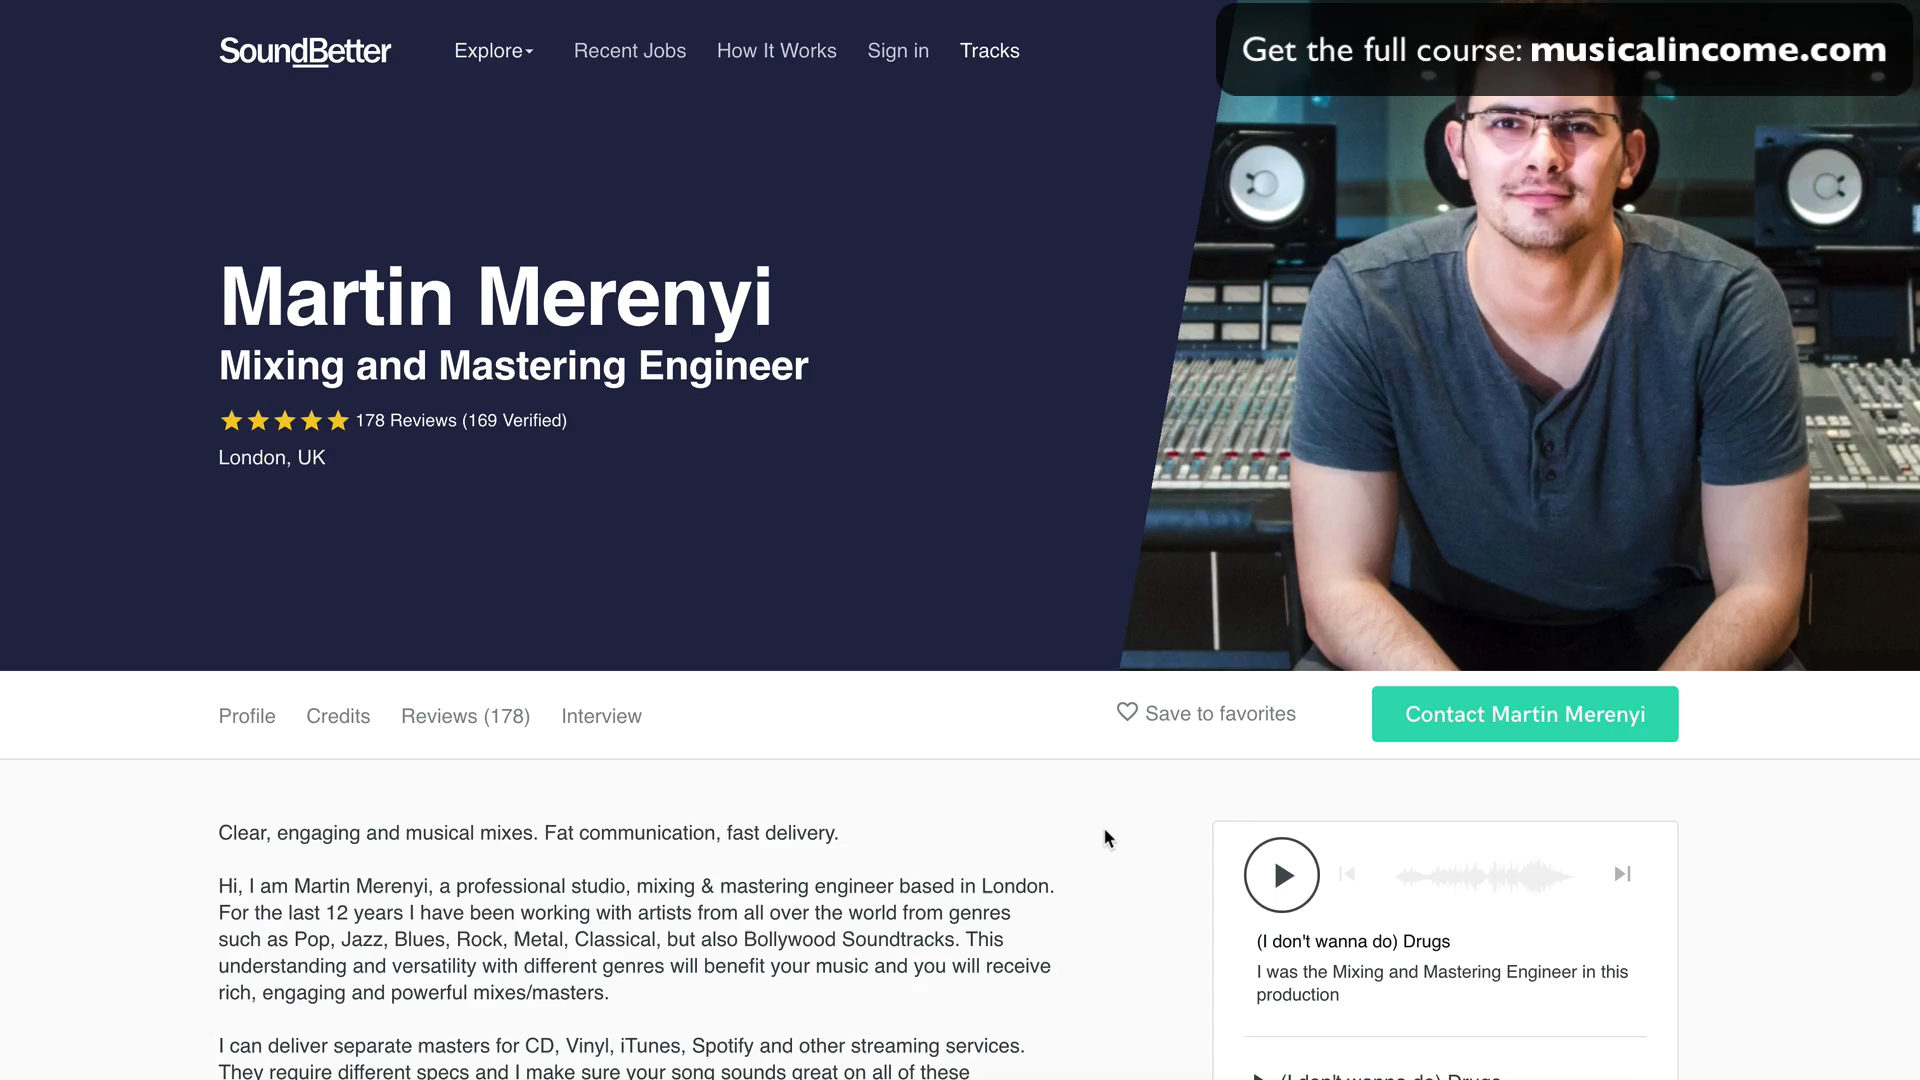 SoundBetter Explore Recent Jobs How It Works Sign in Tracks
Get the full course: musicalincome.com
Martin Merenyi
Mixing and Mastering Engineer
178 Reviews (169 Verified)
London, UK
Profile Credits Reviews (178) Interview
Save to favorites
Contact Martin Merenyi
Clear, engaging and musical mixes. Fat communication, fast delivery.
Hi, I am Martin Merenyi, a professional studio, mixing & mastering engineer based in London.
For the last 12 years I have been working with artists from all over the world from genres
such as Pop, Jazz, Blues, Rock, Metal, Classical, but also Bollywood Soundtracks. This
understanding and versatility with different genres will benefit your music and you will receive
rich, engaging and powerful mixes/masters.
I can deliver separate masters for CD, Vinyl, iTunes, Spotify and other streaming services.
They require different specs and I make sure your song sounds great on all of these
(I don't wanna do) Drugs
I was the Mixing and Mastering Engineer in this
production
(I don't wanna do) Drugs